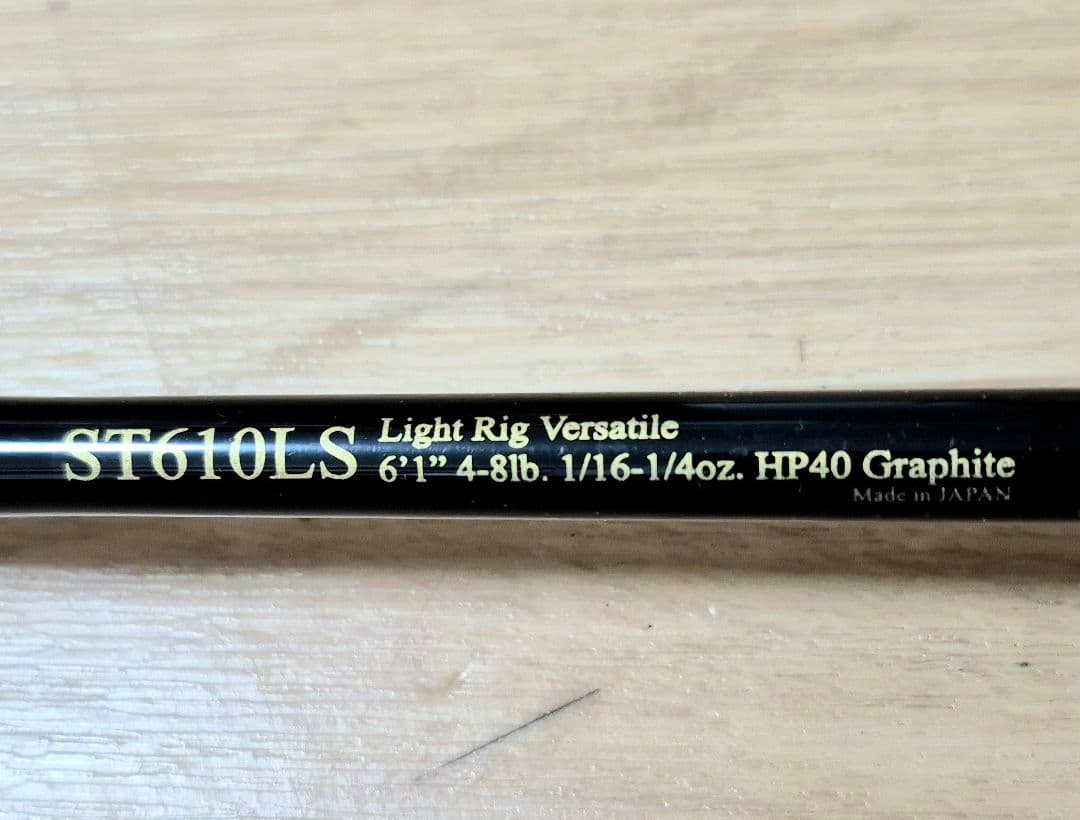 ST610LS
Light Rig Versatile
6'1" 4-8lb. 1/16-1/4oz. HP40 Graphite
Made in JAPAN